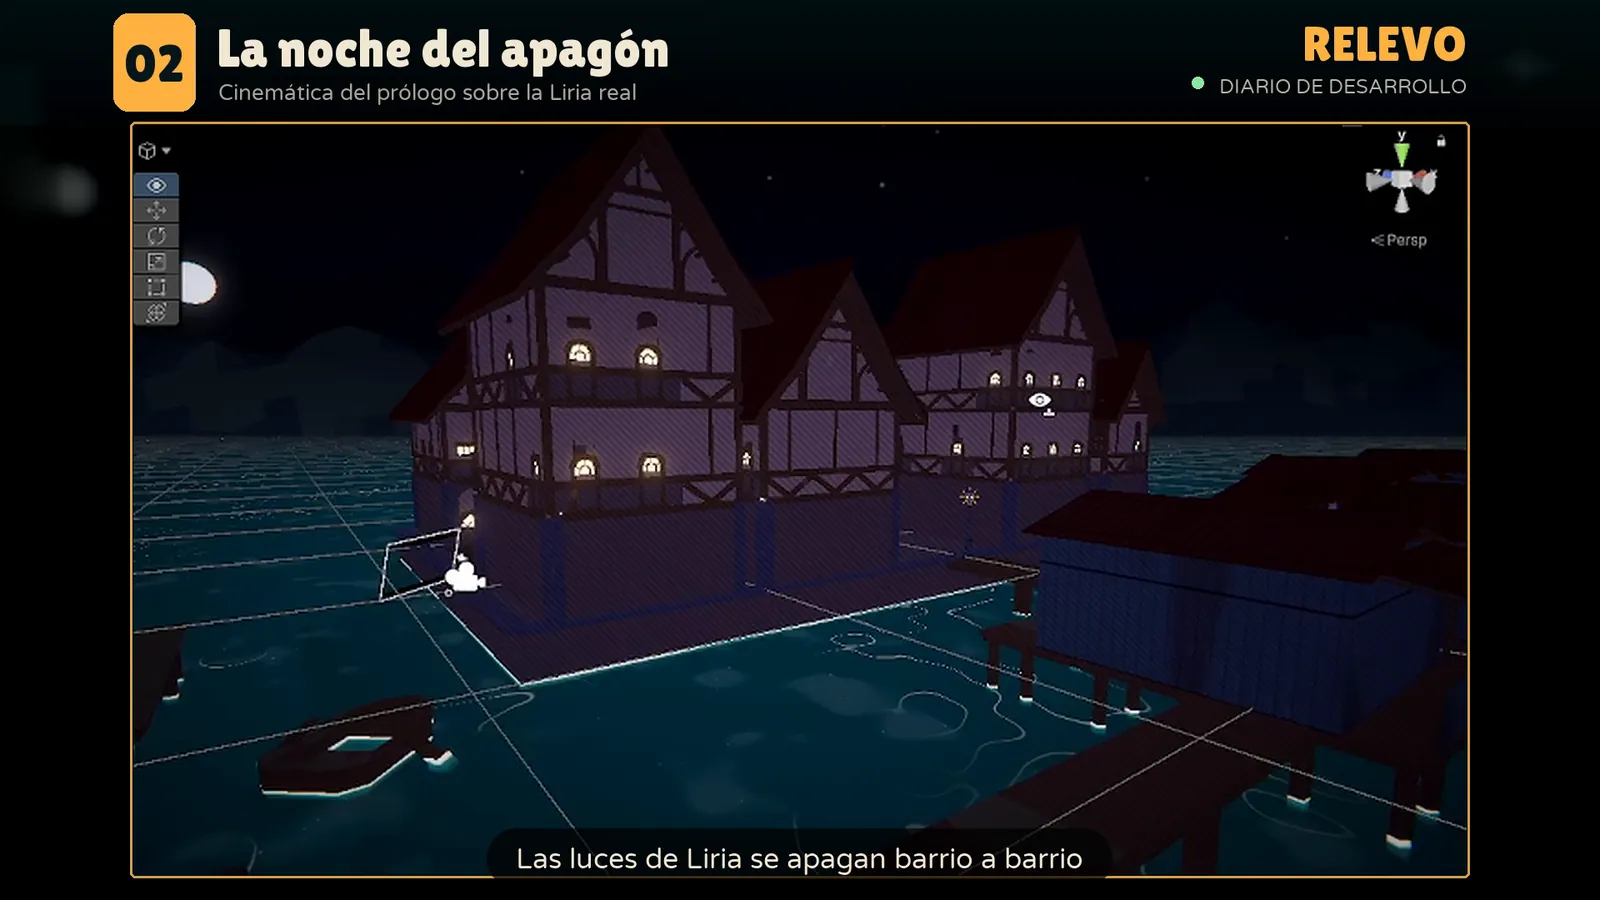 02
La noche del apagón
Cinemática del prólogo sobre la Liria real
RELEVO
DIARIO DE DESARROLLO
y
z
x
Persp
Las luces de Liria se apagan barrio a barrio